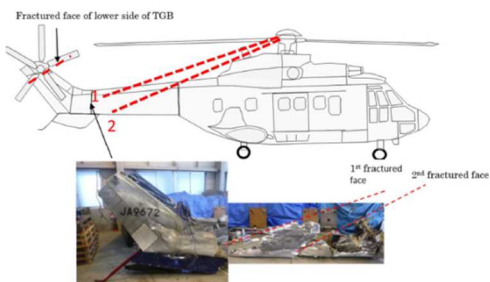 Fractured face of lower side of TGB
1
2
1st fractured
face
2nd fractured face
JA9672